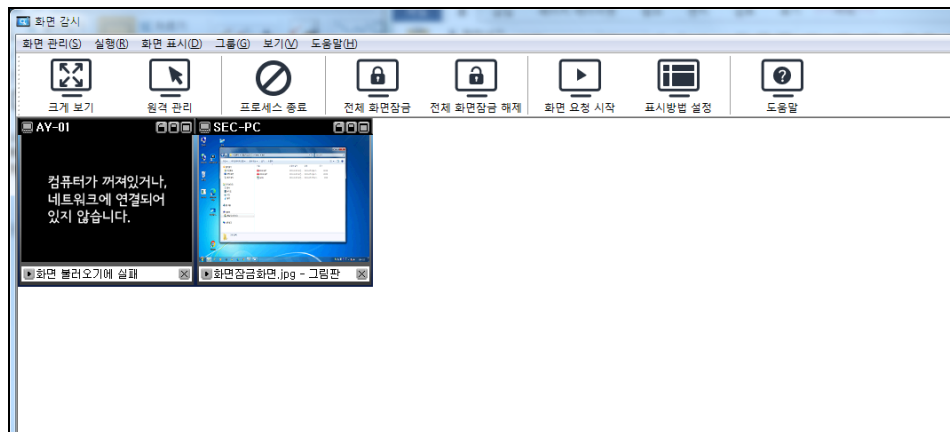 화면 감시
화면 관리(S) 실행(R) 화면 표시(D) 그룹(G) 보기(V) 도움말(H)
크게 보기 원격 관리 프로세스 종료 전체 화면잠금 전체 화면잠금 해제 화면 요청 시작 표시방법 설정 도움말
AY-01 SEC-PC
컴퓨터가 꺼져있거나,
네트워크에 연결되어
있지 않습니다.
화면 불러오기에 실패 화면잠금화면.jpg - 그림판